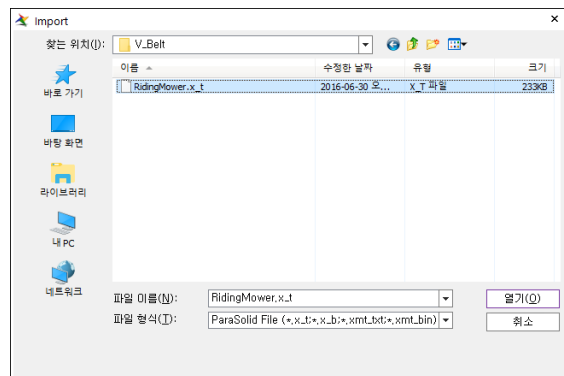 Import
찾는 위치(I): V_Belt
이름 수정한 날짜 유형 크기
RidingMower.x_t 2016-06-30 오... X_T 파일 233KB
바로 가기
바탕 화면
라이브러리
내 PC
네트워크
파일 이름(N): RidingMower.x_t 열기(O)
파일 형식(T): ParaSolid File (*.x_t;*.x_b;*.xmt_txt;*.xmt_bin) 취소